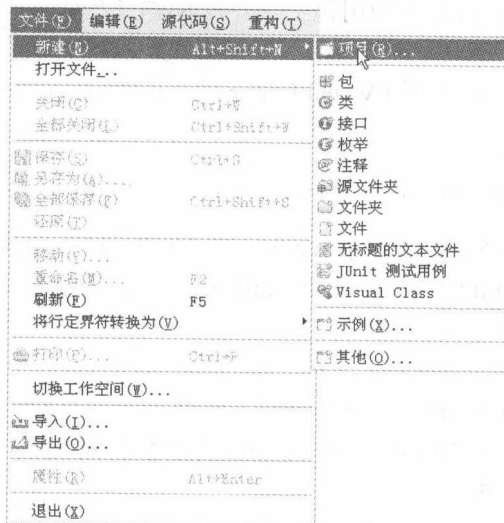 文件(F) 编辑(E) 源代码(S) 重构(T)
新建(N) Alt+Shift+N
打开文件...
关闭(C) Ctrl+W
全部关闭(L) Ctrl+Shift+W
保存(S) Ctrl+S
另存为(A)...
全部保存(E) Ctrl+Shift+S
还原(T)
移动(V)...
重命名(M)... F2
刷新(F) F5
将行定界符转换为(V)
打印(P)... Ctrl+P
切换工作空间(W)...
导入(I)...
导出(O)...
属性(R) Alt+Enter
退出(X)
项目(R)...
包
类
接口
枚举
注释
源文件夹
文件夹
文件
无标题的文本文件
JUnit 测试用例
Visual Class
示例(X)...
其他(O)...